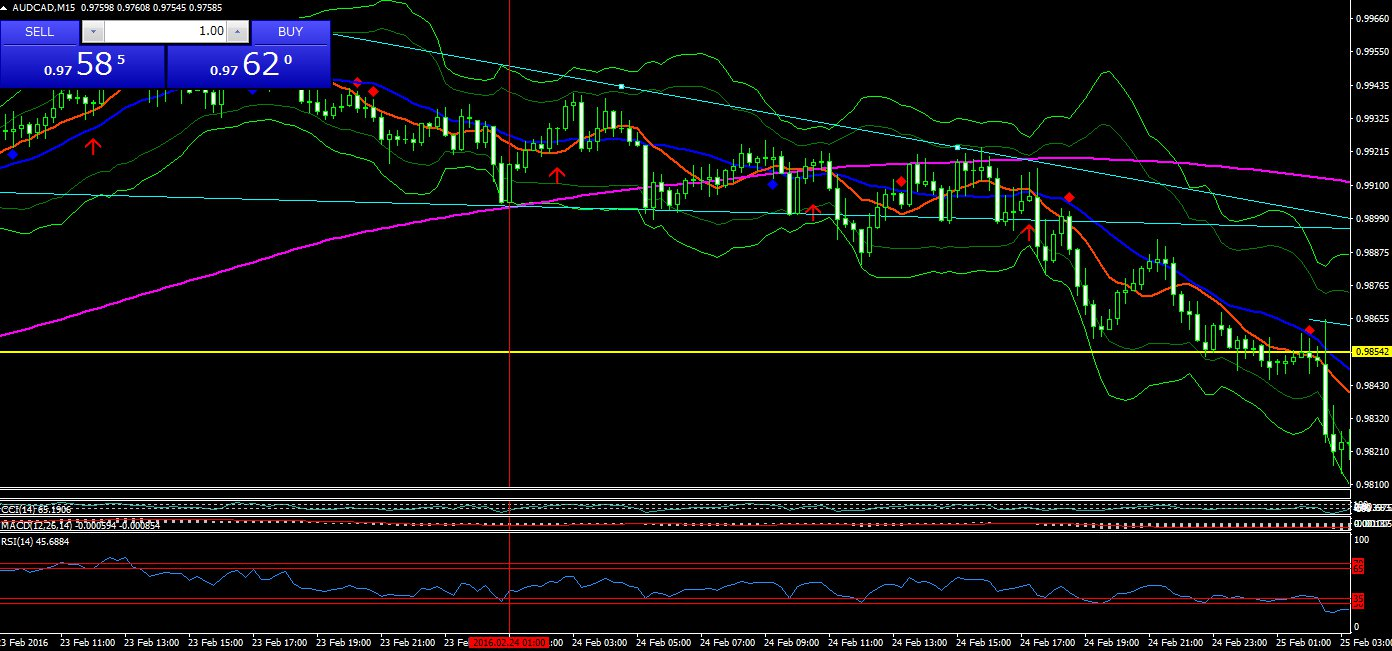 AUDCAD,M15 0.97598 0.97608 0.97545 0.97585
SELL
1.00
BUY
0.97 58 5
0.97 62 0
0.99660
0.99550
0.99435
0.99325
0.99215
0.99100
0.98990
0.98875
0.98765
0.98655
0.98542
0.98430
0.98320
0.98210
0.98100
CCI(14) 65.1906
MACD(12,26,14) -0.000594 -0.000854
RSI(14) 45.6884
100
0
23 Feb 2016
23 Feb 11:00
23 Feb 13:00
23 Feb 15:00
23 Feb 17:00
23 Feb 19:00
23 Feb 21:00
23 Fe
2016.02.24 01:00
:00
24 Feb 03:00
24 Feb 05:00
24 Feb 07:00
24 Feb 09:00
24 Feb 11:00
24 Feb 13:00
24 Feb 15:00
24 Feb 17:00
24 Feb 19:00
24 Feb 21:00
24 Feb 23:00
25 Feb 01:00
25 Feb 03:00